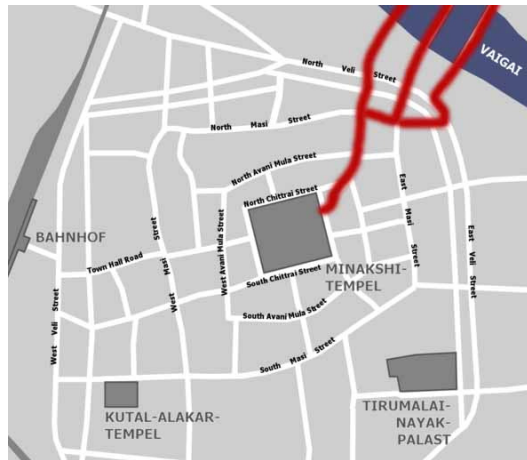 VAIGAI
North Veli Street
North Masi Street
North Avani Mula Street
North Chittrai Street
East Masi Street
East Veli Street
BAHNHOF
Town Hall Road
West Masi Street
West Avani Mula Street
MINAKSHI-
TEMPEL
South Chittrai Street
South Avani Mula Street
West Veli Street
South Masi Street
KUTAL-ALAKAR-
TEMPEL
TIRUMALAI-
NAYAK-
PALAST